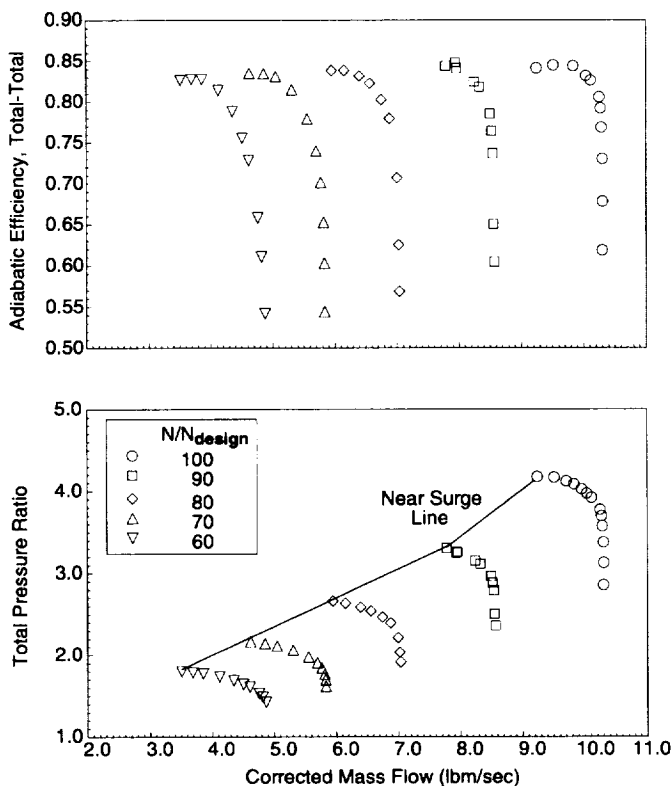 Adiabatic Efficiency, Total-Total
0.90
0.85
0.80
0.75
0.70
0.65
0.60
0.55
0.50
Total Pressure Ratio
5.0
4.0
3.0
2.0
1.0
N/Ndesign
100
90
80
70
60
Near Surge
Line
2.0 3.0 4.0 5.0 6.0 7.0 8.0 9.0 10.0 11.0
Corrected Mass Flow (lbm/sec)